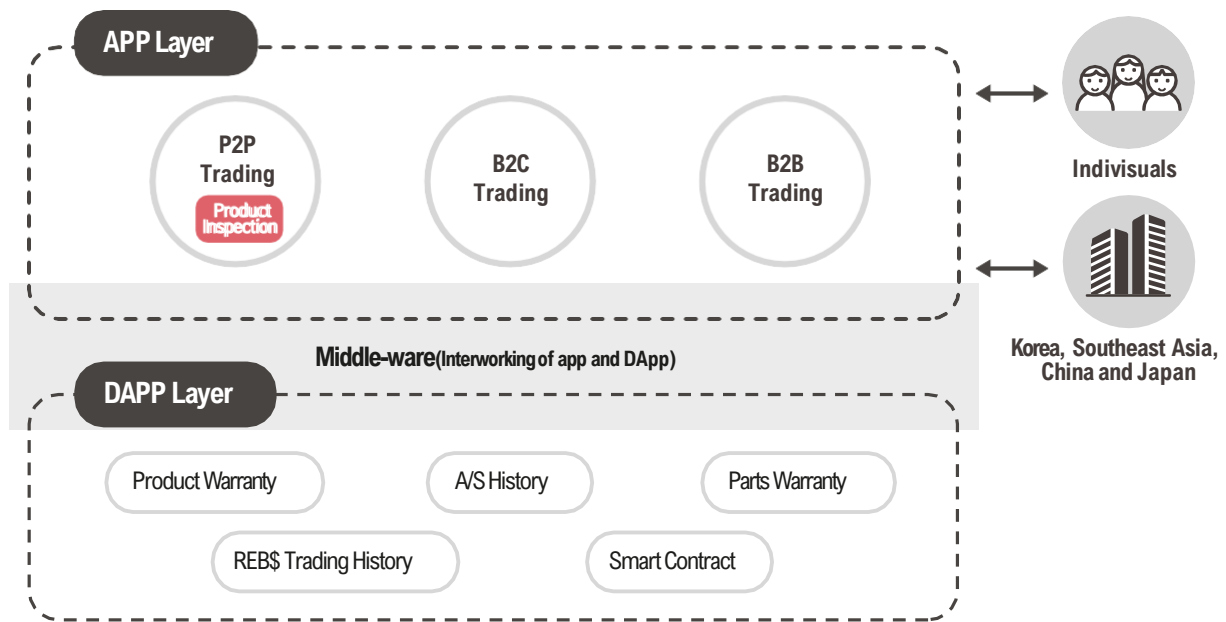 APP Layer
P2P
Trading
Product
Inspection
B2C
Trading
B2B
Trading
Indivisuals
Korea, Southeast Asia,
China and Japan
Middle-ware(Interworking of app and DApp)
DAPP Layer
Product Warranty
A/S History
Parts Warranty
REB$ Trading History
Smart Contract